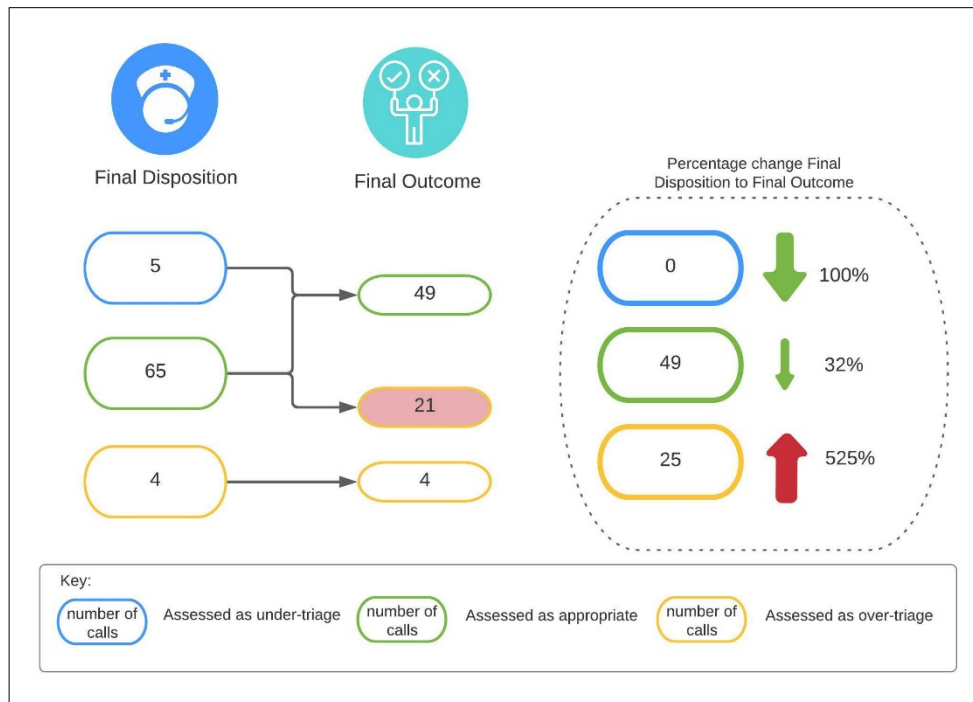 Final Disposition
Final Outcome
Percentage change Final
Disposition to Final Outcome
5
49
0
100%
65
49
32%
21
4
4
25
525%
Key:
number of
calls
Assessed as under-triage
number of
calls
Assessed as appropriate
number of
calls
Assessed as over-triage